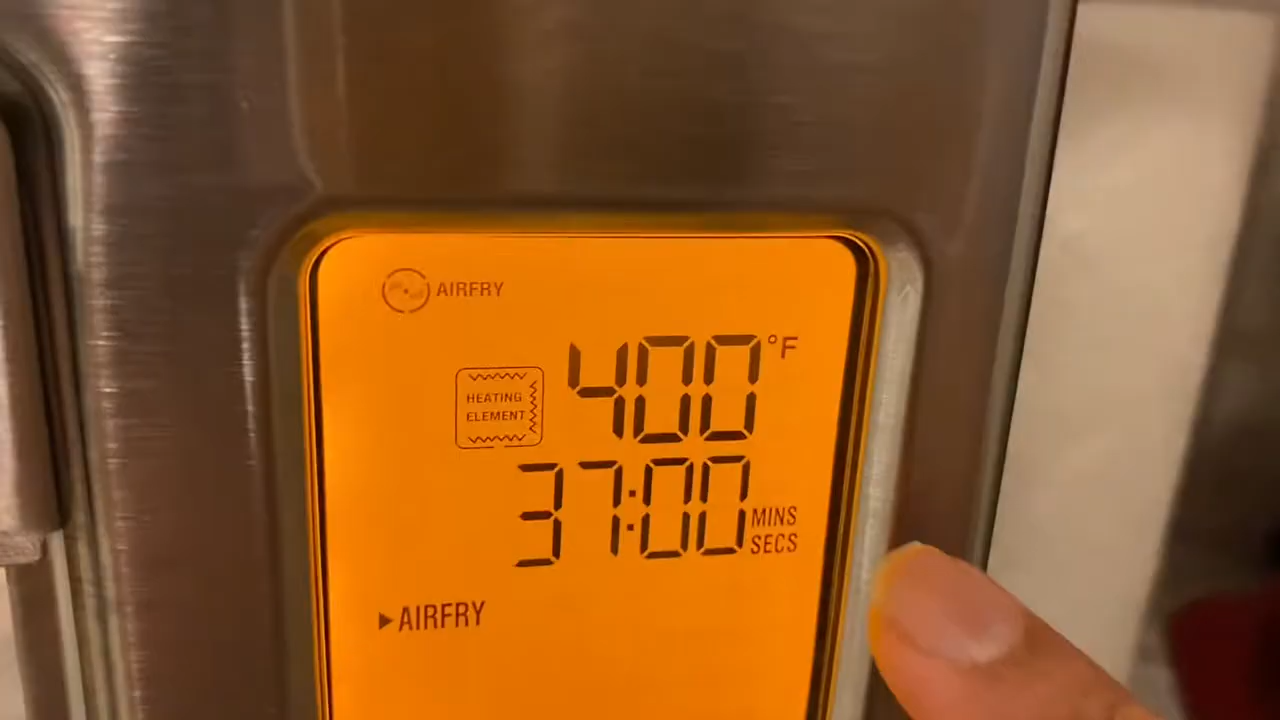 AIRFRY
400°F
HEATING
ELEMENT
37:00
MINS
SECS
▶AIRFRY